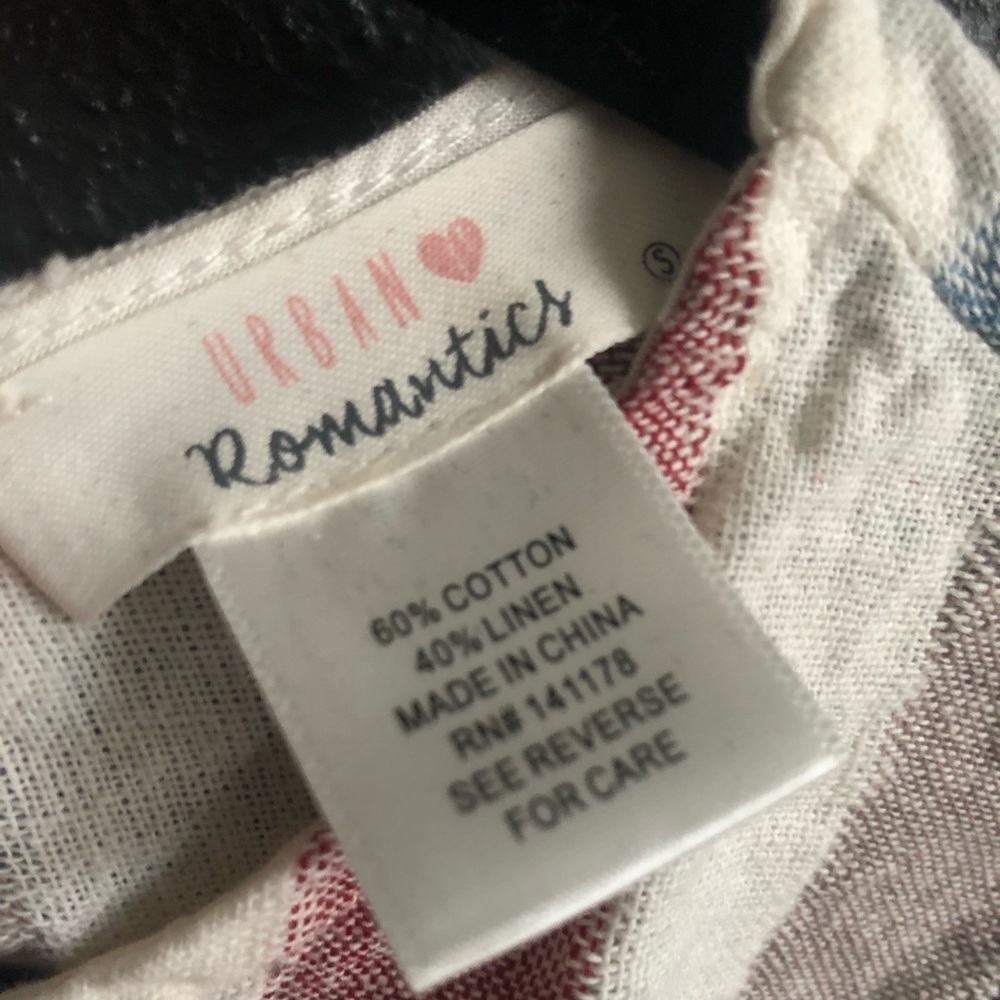 URBAN
Romantics
S
60% COTTON
40% LINEN
MADE IN CHINA
RN# 141178
SEE REVERSE
FOR CARE